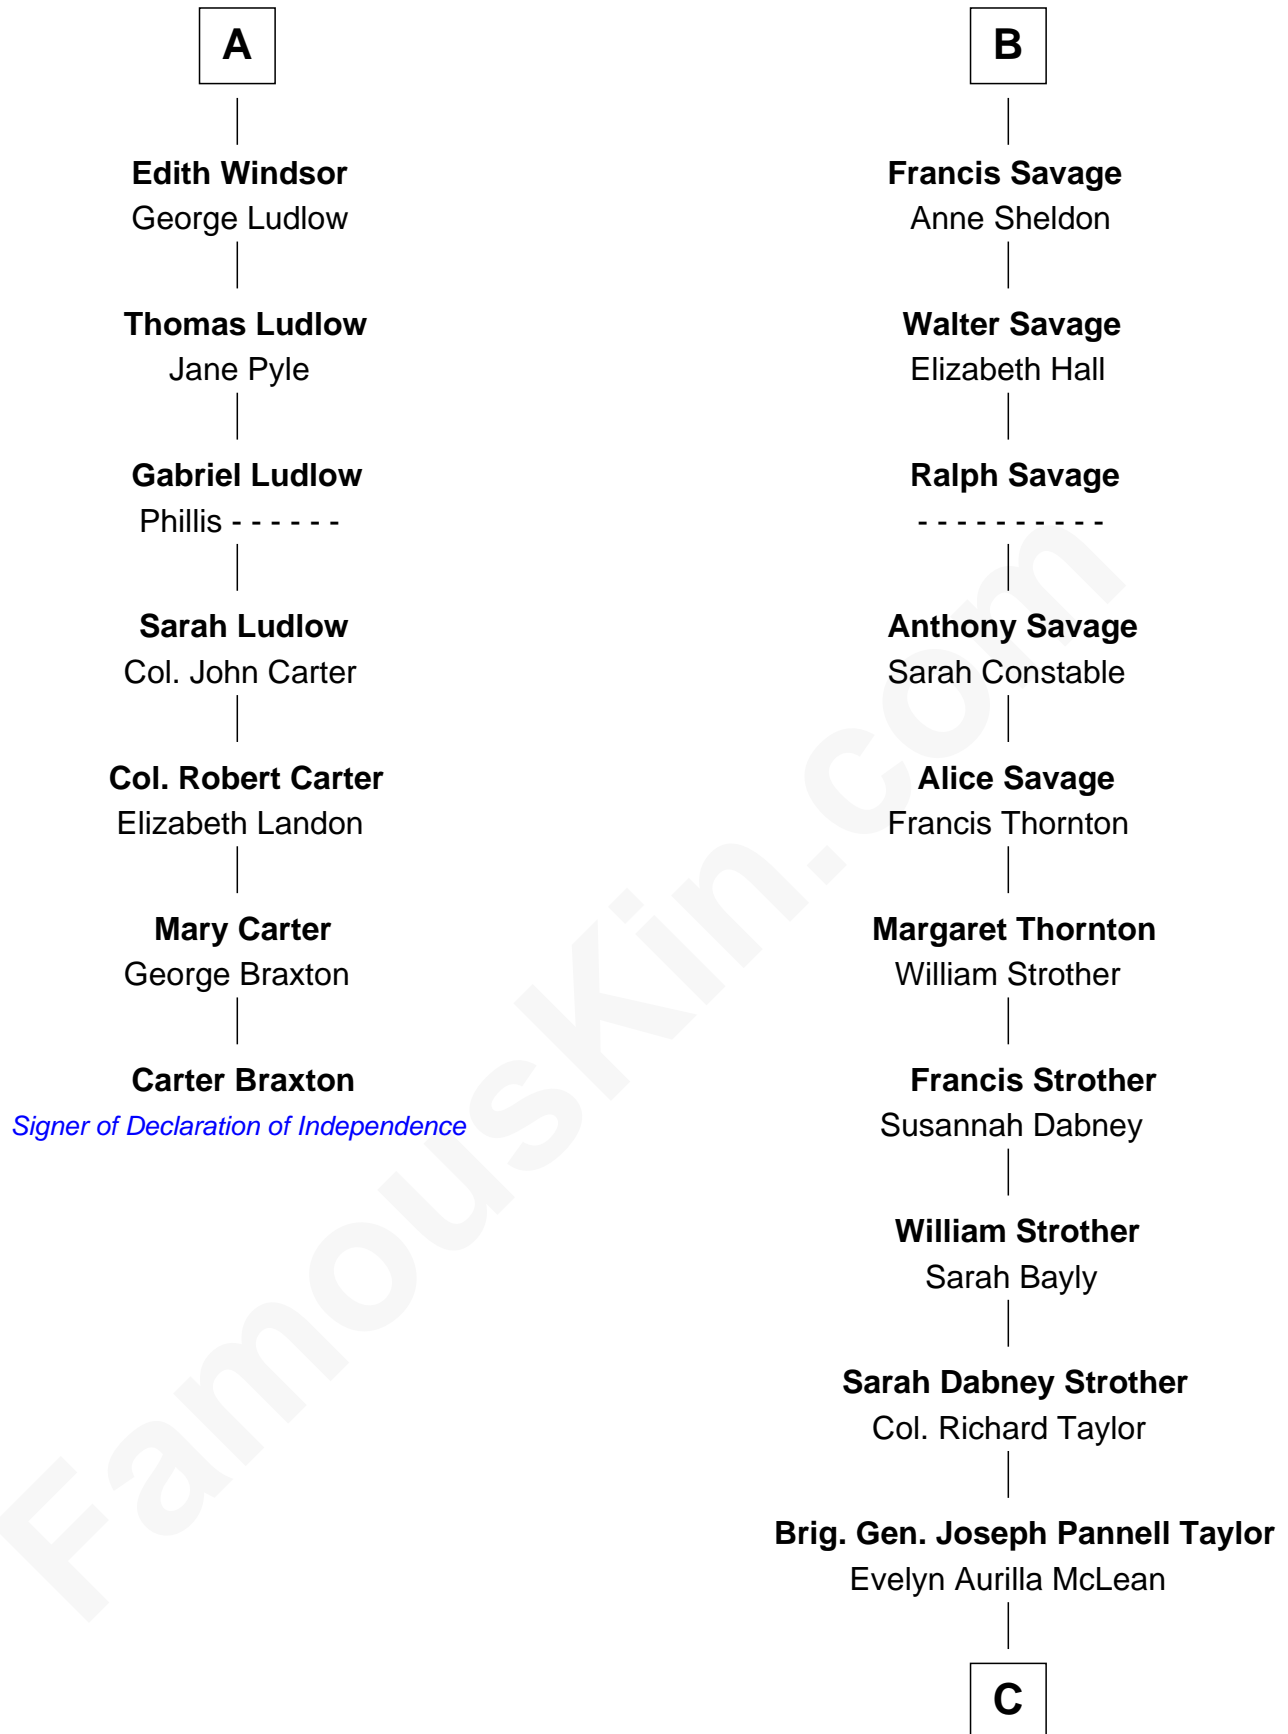 A
Edith Windsor
George Ludlow
Thomas Ludlow
Jane Pyle
Gabriel Ludlow
Phillis - - - - - -
Sarah Ludlow
Col. John Carter
Col. Robert Carter
Elizabeth Landon
Mary Carter
George Braxton
Carter Braxton
Signer of Declaration of Independence
B
Francis Savage
Anne Sheldon
Walter Savage
Elizabeth Hall
Ralph Savage
- - - - - - - - - -
Anthony Savage
Sarah Constable
Alice Savage
Francis Thornton
Margaret Thornton
William Strother
Francis Strother
Susannah Dabney
William Strother
Sarah Bayly
Sarah Dabney Strother
Col. Richard Taylor
Brig. Gen. Joseph Pannell Taylor
Evelyn Aurilla McLean
C
FamousKin.com